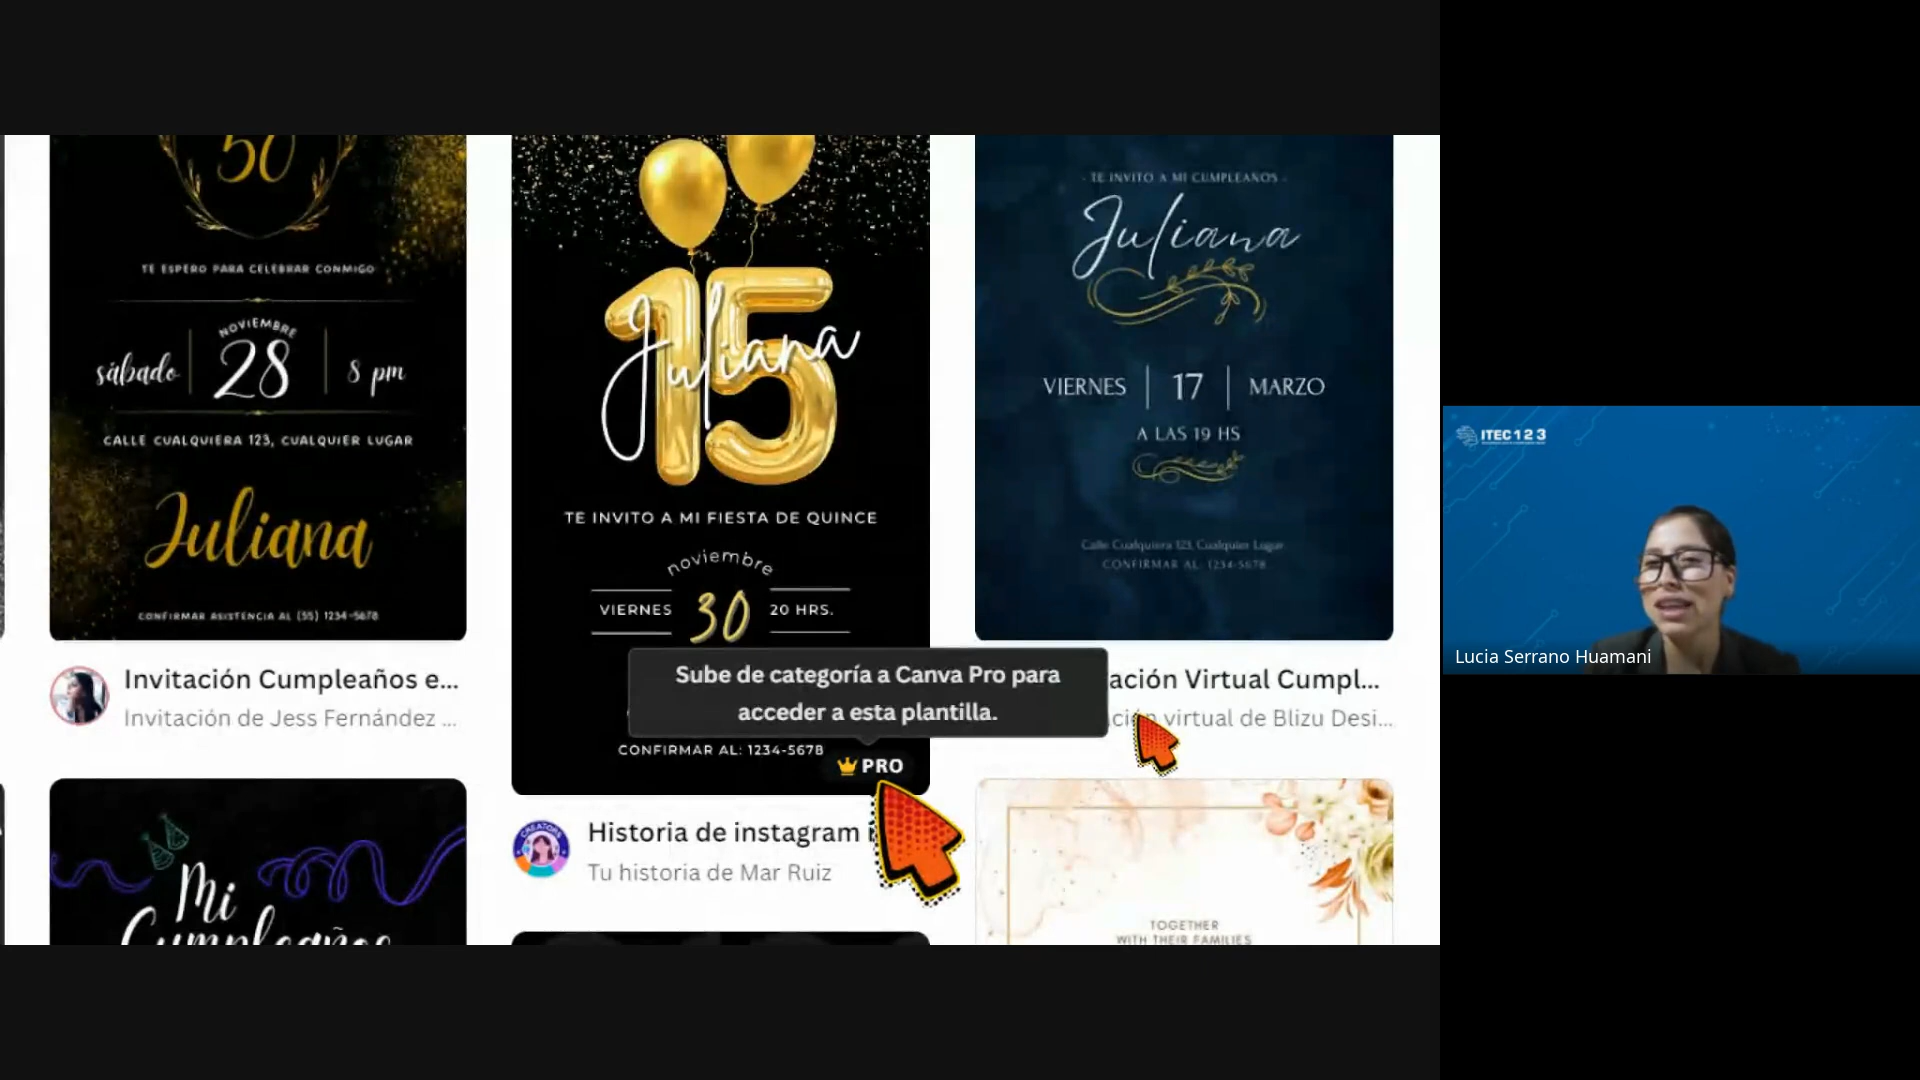 50
TE ESPERO PARA CELEBRAR CONMIGO
NOVIEMBRE
sábado 28 8 pm
CALLE CUALQUIERA 123, CUALQUIER LUGAR
Juliana
CONFIRMAR ASISTENCIA AL (55) 1234-5678
Invitación Cumpleaños e...
Invitación de Jess Fernández ...
Mi
Cumpleaños
15
Juliana
TE INVITO A MI FIESTA DE QUINCE
noviembre
VIERNES 30 20 HRS.
Sube de categoría a Canva Pro para
acceder a esta plantilla.
CONFIRMAR AL: 1234-5678
PRO
CREATORS
Historia de instagram
Tu historia de Mar Ruiz
- TE INVITO A MI CUMPLEAÑOS -
Juliana
VIERNES 17 MARZO
A LAS 19 HS
Calle Cualquiera 123, Cualquier Lugar
CONFIRMAR AL: 1234-5678
ación Virtual Cumpl...
ción virtual de Blizu Desi...
TOGETHER
WITH THEIR FAMILIES
ITEC123
Lucia Serrano Huamani